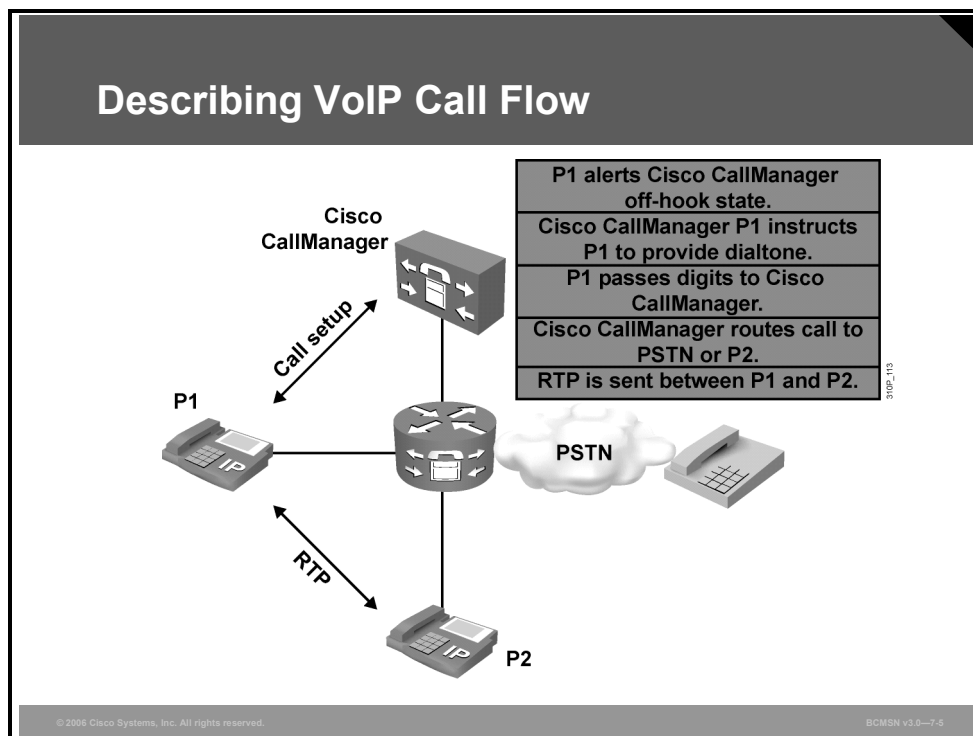 Describing VoIP Call Flow
Cisco
CallManager
P1 alerts Cisco CallManager
off-hook state.
Cisco CallManager P1 instructs
P1 to provide dialtone.
P1 passes digits to Cisco
CallManager.
Cisco CallManager routes call to
PSTN or P2.
RTP is sent between P1 and P2.
310P_113
Call setup
P1
IP
PSTN
RTP
IP
P2
© 2006 Cisco Systems, Inc. All rights reserved.
BCMSN v3.0—7-5